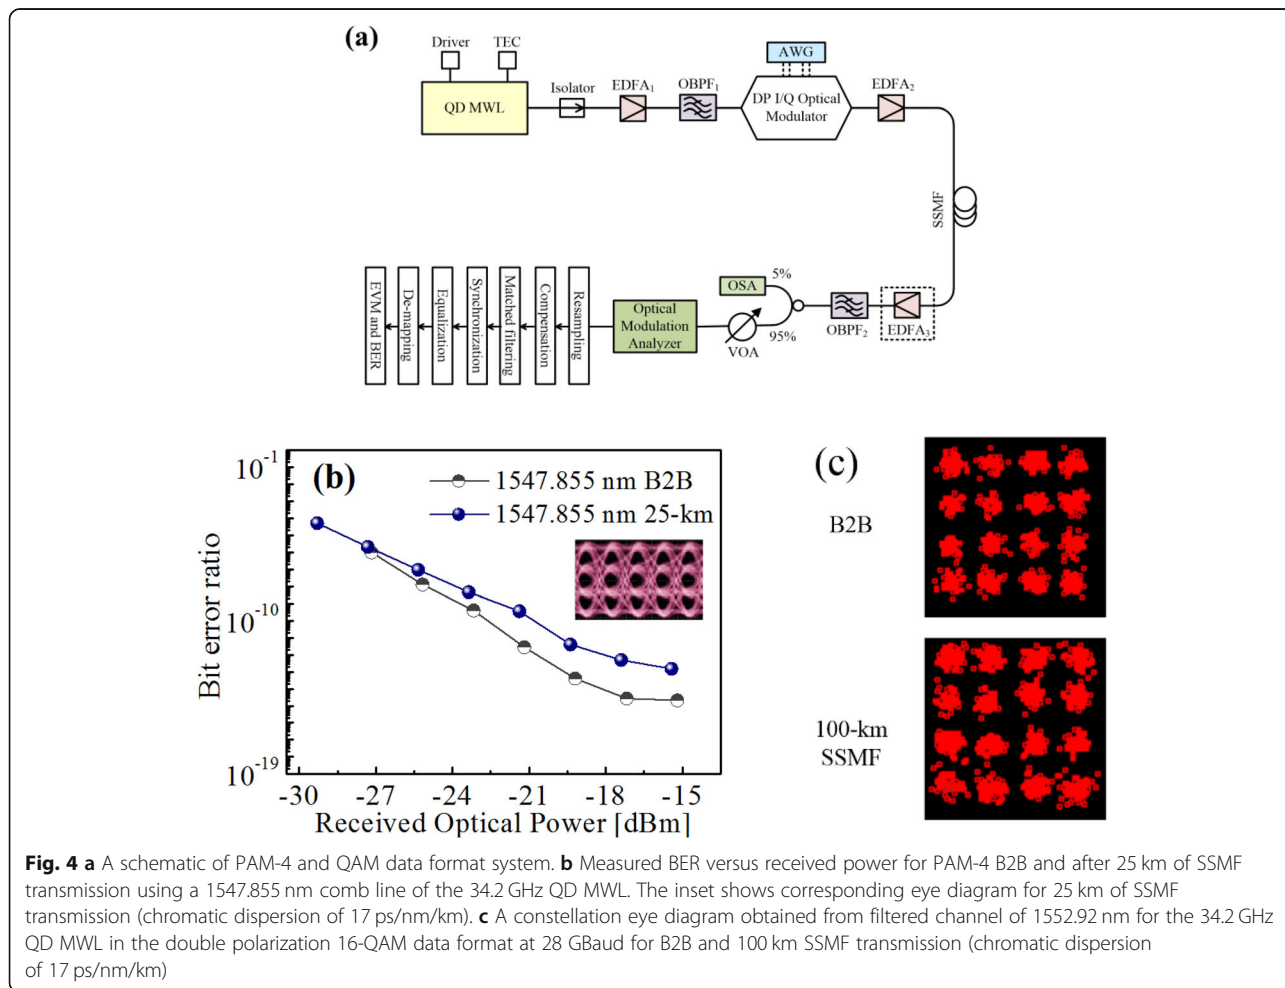 (a)
Driver
TEC
QD MWL
Isolator
EDFA1
OBPF1
AWG
DP I/Q Optical
Modulator
EDFA2
SSMF
EDFA3
OBPF2
5%
95%
OSA
VOA
Optical
Modulation
Analyzer
Resampling
Compensation
Matched filtering
Synchronization
Equalization
De-mapping
EVM and BER
(b)
1547.855 nm B2B
1547.855 nm 25-km
Bit error ratio
10-1
10-10
10-19
-30 -27 -24 -21 -18 -15
Received Optical Power [dBm]
(c)
B2B
100-km
SSMF
Fig. 4 a A schematic of PAM-4 and QAM data format system. b Measured BER versus received power for PAM-4 B2B and after 25 km of SSMF
transmission using a 1547.855 nm comb line of the 34.2 GHz QD MWL. The inset shows corresponding eye diagram for 25 km of SSMF
transmission (chromatic dispersion of 17 ps/nm/km). c A constellation eye diagram obtained from filtered channel of 1552.92 nm for the 34.2 GHz
QD MWL in the double polarization 16-QAM data format at 28 GBaud for B2B and 100 km SSMF transmission (chromatic dispersion
of 17 ps/nm/km)